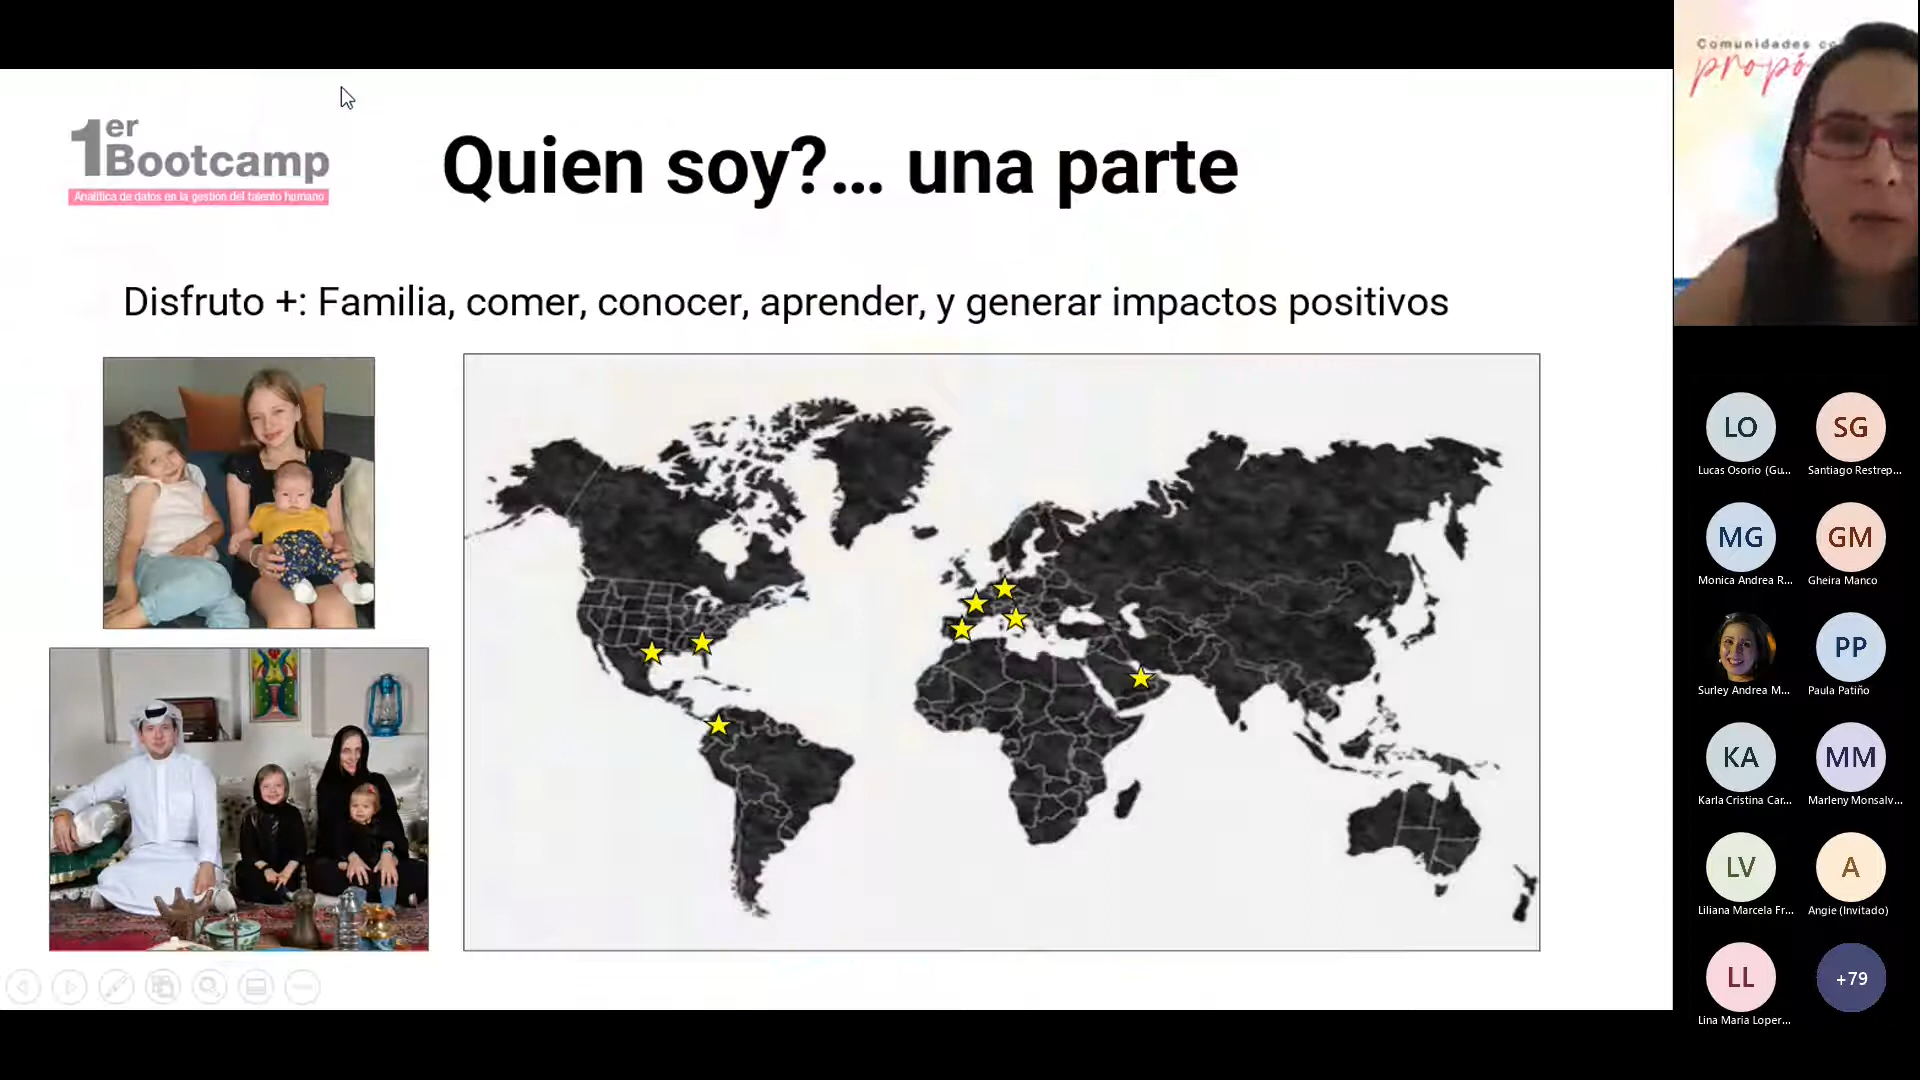 1er
Bootcamp
Analítica de datos en la gestión del talento humano
Quien soy?... una parte
Disfruto +: Familia, comer, conocer, aprender, y generar impactos positivos
Comunidades co
propó
LO
Lucas Osorio (Gu...
SG
Santiago Restrep...
MG
Monica Andrea R...
GM
Gheira Manco
Surley Andrea M...
PP
Paula Patiño
KA
Karla Cristina Car...
MM
Marleny Monsalv...
LV
Liliana Marcela Fr...
A
Angie (Invitado)
LL
Lina Maria Loper...
+79